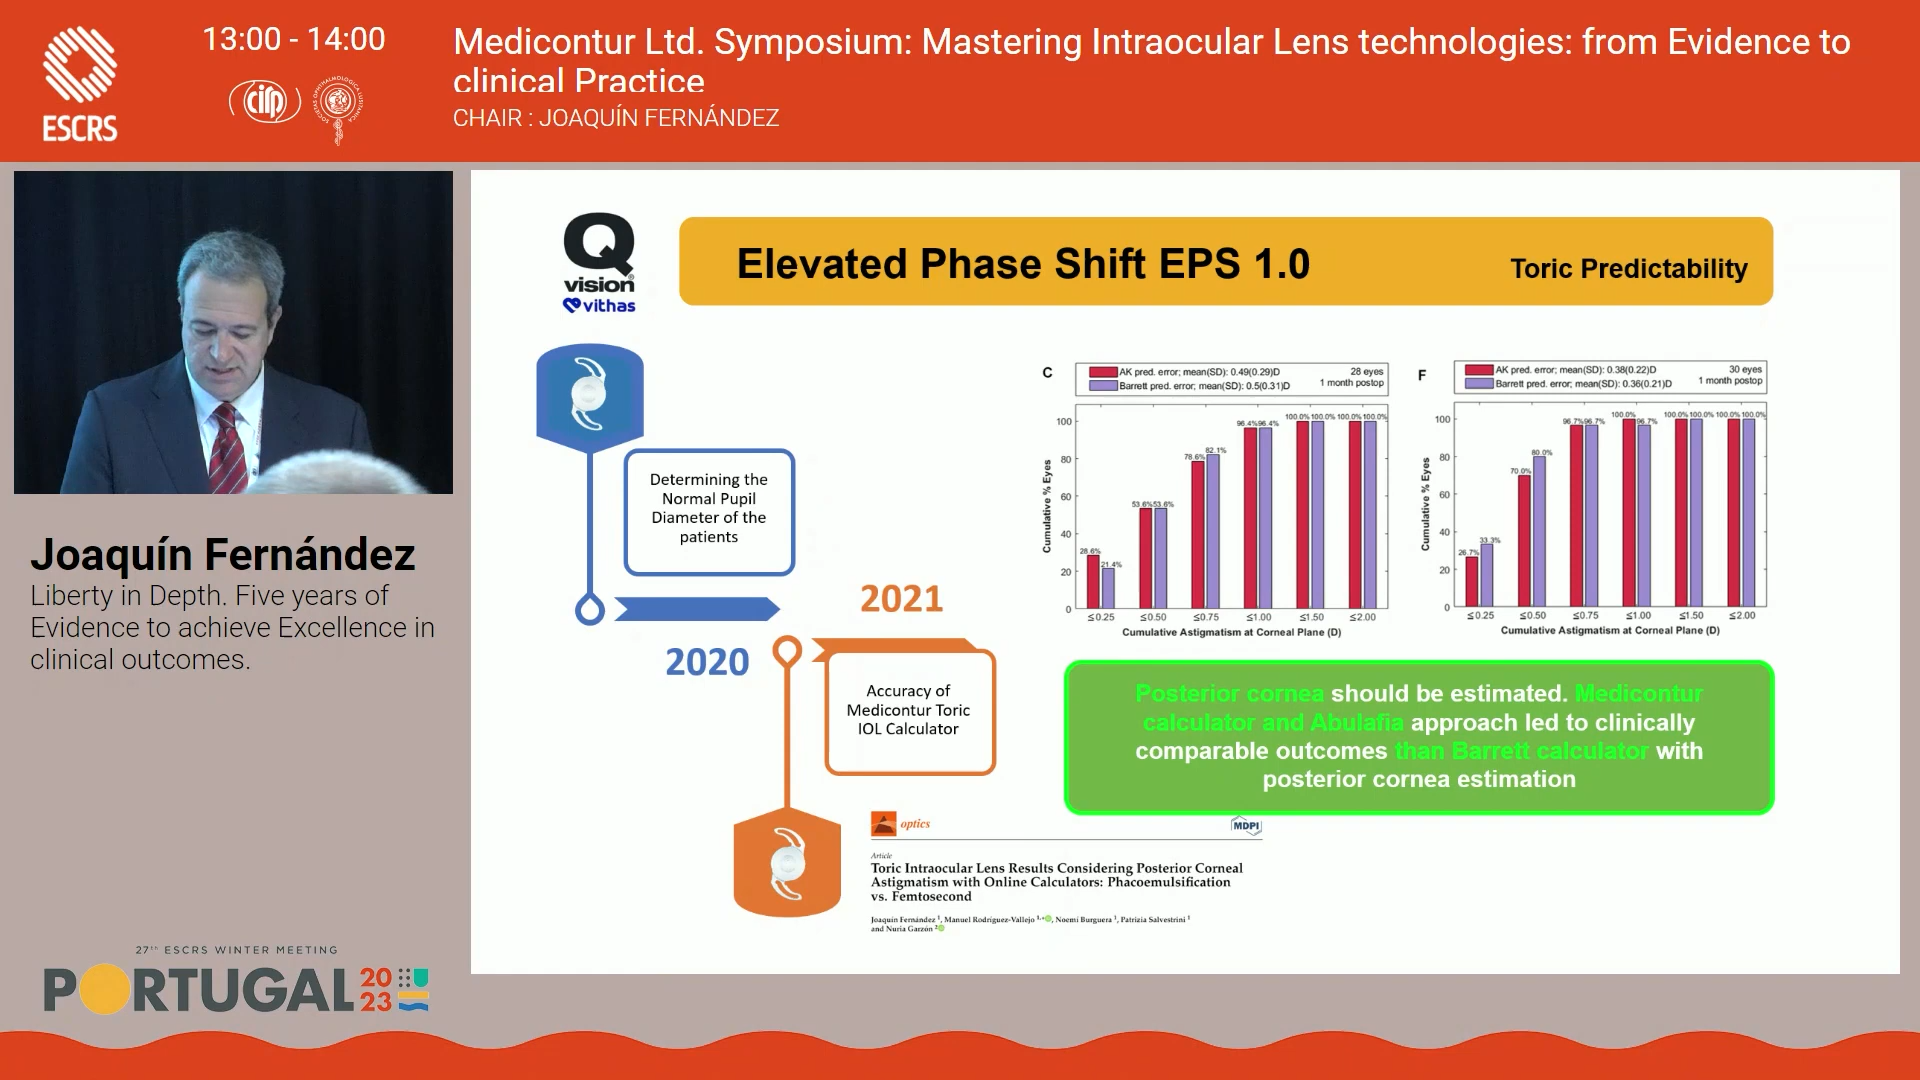 ESCRS
13:00 - 14:00
cirp
Medicontur Ltd. Symposium: Mastering Intraocular Lens technologies: from Evidence to
clinical Practice
CHAIR : JOAQUÍN FERNÁNDEZ
Joaquín Fernández
Liberty in Depth. Five years of
Evidence to achieve Excellence in
clinical outcomes.
27TH ESCRS WINTER MEETING
PORTUGAL 20
23
Q
vision
vithas
Elevated Phase Shift EPS 1.0
Toric Predictability
Determining the
Normal Pupil
Diameter of the
patients
2020
2021
Accuracy of
Medicontur Toric
IOL Calculator
C
AK pred. error; mean(SD): 0.49(0.29)D
Barrett pred. error; mean(SD): 0.5(0.31)D
28 eyes
1 month postop
Cumulative % Eyes
100
80
60
40
20
0
28.6% 21.4%
53.6% 53.6%
78.6% 82.1%
96.4% 96.4%
100.0% 100.0%
100.0% 100.0%
≤0.25 ≤0.50 ≤0.75 ≤1.00 ≤1.50 ≤2.00
Cumulative Astigmatism at Corneal Plane (D)
F
AK pred. error; mean(SD): 0.38(0.22)D
Barrett pred. error; mean(SD): 0.36(0.21)D
30 eyes
1 month postop
Cumulative % Eyes
100
80
60
40
20
0
26.7% 33.3%
70.0% 80.0%
96.7% 96.7%
100.0% 96.7%
100.0% 100.0%
100.0% 100.0%
≤0.25 ≤0.50 ≤0.75 ≤1.00 ≤1.50 ≤2.00
Cumulative Astigmatism at Corneal Plane (D)
Posterior cornea should be estimated. Medicontur
calculator and Abulafia approach led to clinically
comparable outcomes than Barrett calculator with
posterior cornea estimation
optics
MDPI
Article
Toric Intraocular Lens Results Considering Posterior Corneal
Astigmatism with Online Calculators: Phacoemulsification
vs. Femtosecond
Joaquín Fernández 1, Manuel Rodríguez-Vallejo 1,*, Noemí Burguera 1, Patrizia Salvestrini 1
and Nuria Garzón 2